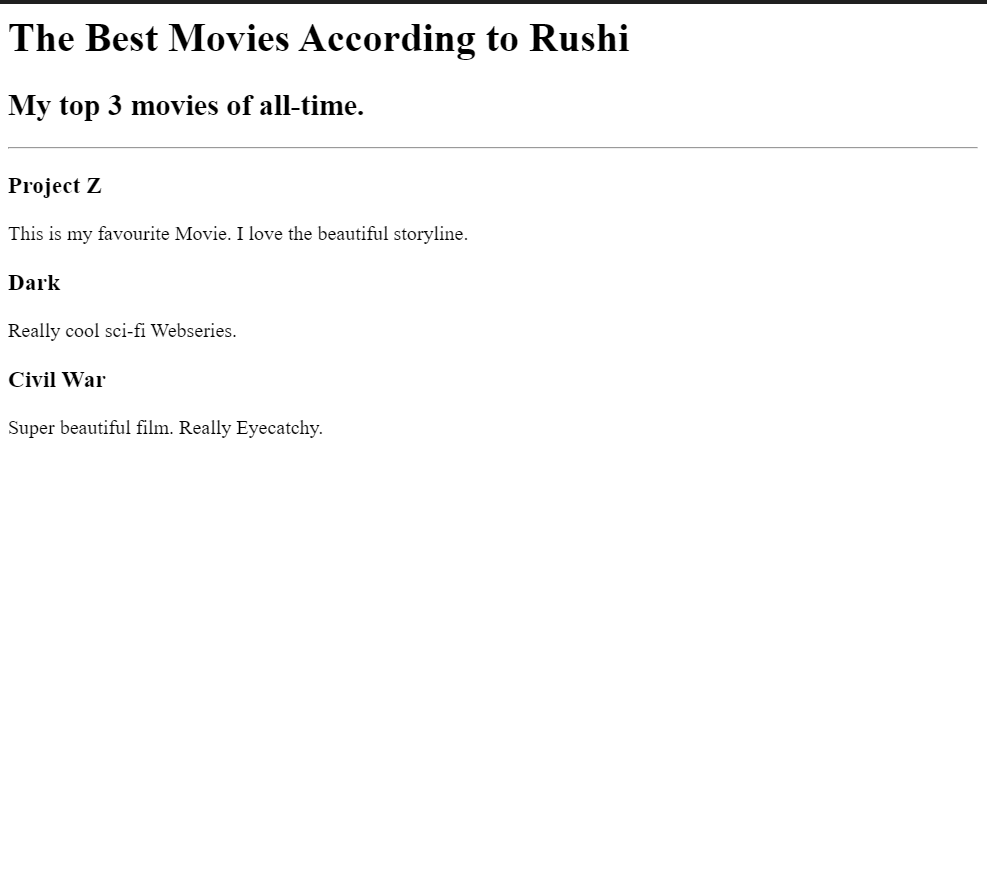 The Best Movies According to Rushi
My top 3 movies of all-time.
Project Z
This is my favourite Movie. I love the beautiful storyline.
Dark
Really cool sci-fi Webseries.
Civil War
Super beautiful film. Really Eyecatchy.